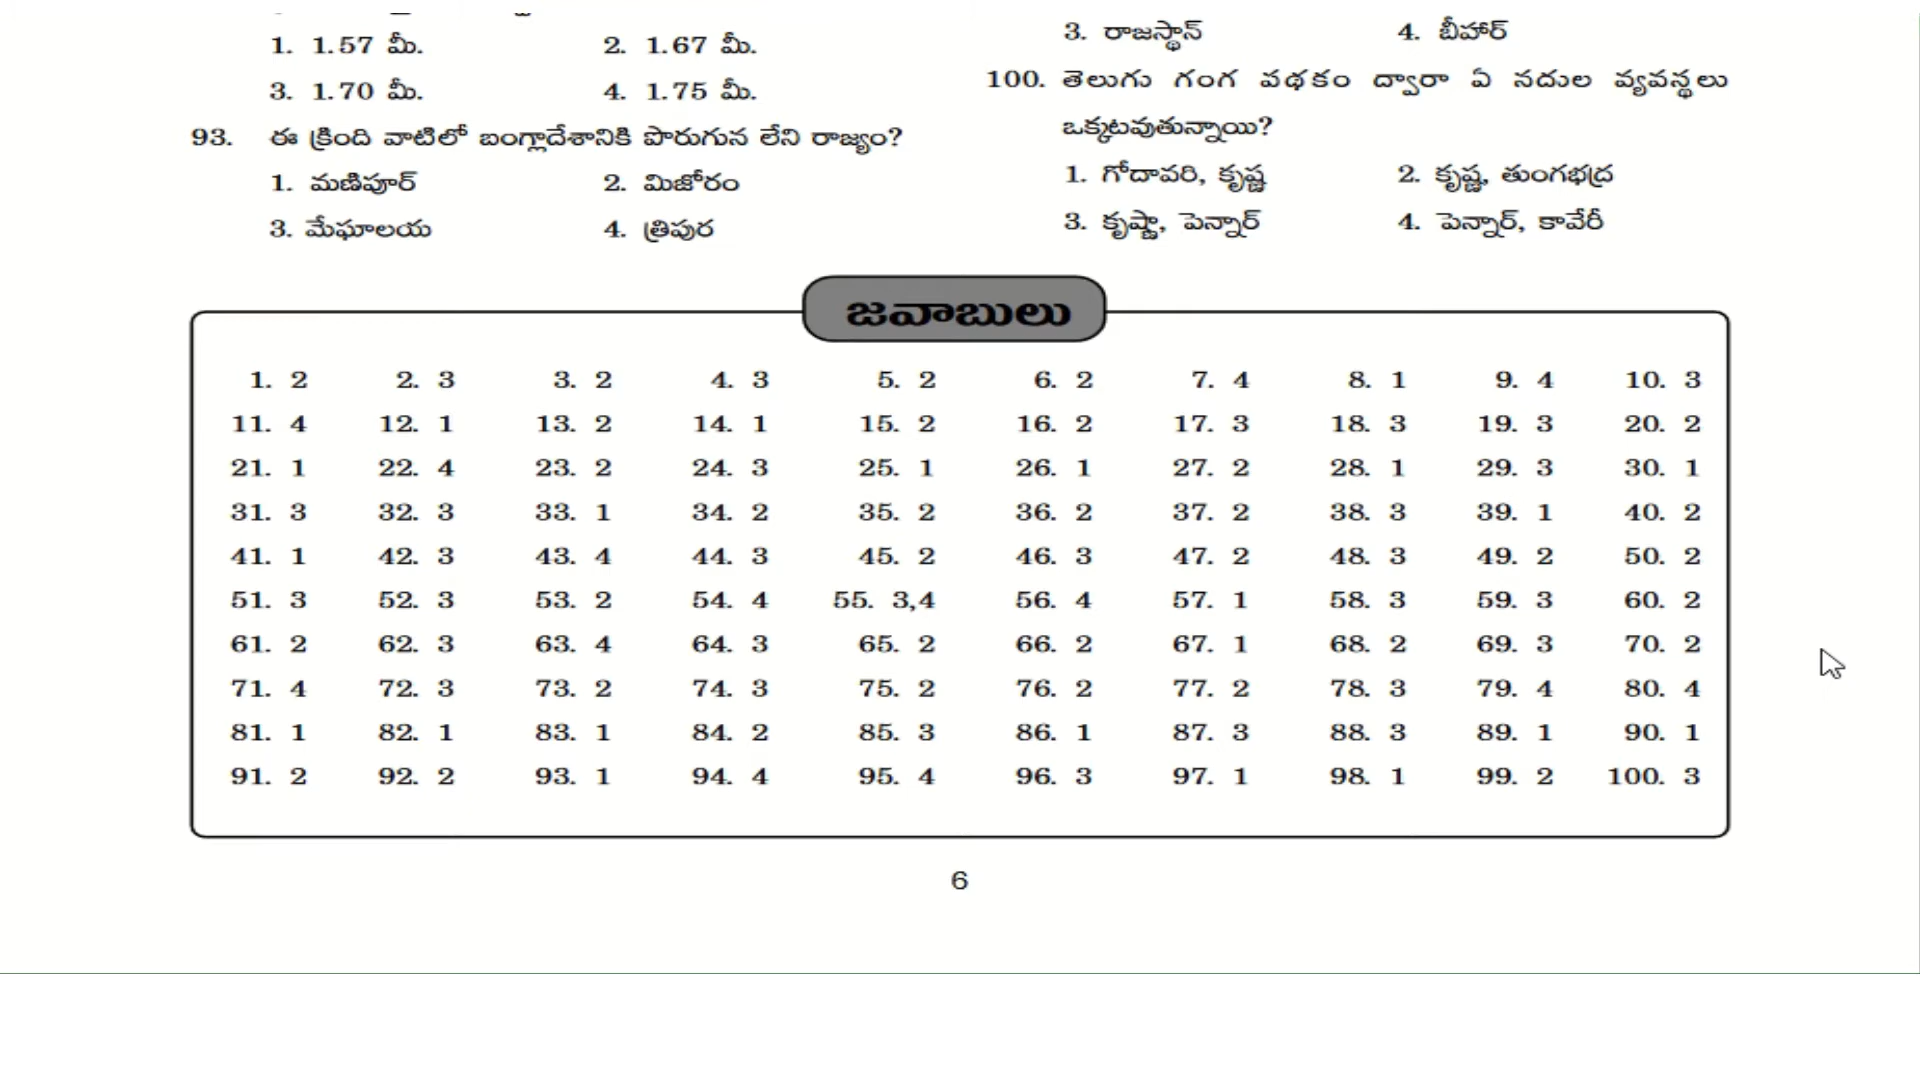 1. 1.57 మీ. 2. 1.67 మీ.
3. 1.70 మీ. 4. 1.75 మీ.
93. ఈ క్రింది వాటిలో బంగ్లాదేశానికి పొరుగున లేని రాజ్యం?
1. మణిపూర్ 2. మిజోరం
3. మేఘాలయ 4. త్రిపుర
3. రాజస్థాన్ 4. బీహార్
100. తెలుగు గంగ పథకం ద్వారా ఏ నదుల వ్యవస్థలు
ఒక్కటవుతున్నాయి?
1. గోదావరి, కృష్ణ 2. కృష్ణ, తుంగభద్ర
3. కృష్ణా, పెన్నార్ 4. పెన్నార్, కావేరీ
జవాబులు
1. 2 2. 3 3. 2 4. 3 5. 2 6. 2 7. 4 8. 1 9. 4 10. 3
11. 4 12. 1 13. 2 14. 1 15. 2 16. 2 17. 3 18. 3 19. 3 20. 2
21. 1 22. 4 23. 2 24. 3 25. 1 26. 1 27. 2 28. 1 29. 3 30. 1
31. 3 32. 3 33. 1 34. 2 35. 2 36. 2 37. 2 38. 3 39. 1 40. 2
41. 1 42. 3 43. 4 44. 3 45. 2 46. 3 47. 2 48. 3 49. 2 50. 2
51. 3 52. 3 53. 2 54. 4 55. 3,4 56. 4 57. 1 58. 3 59. 3 60. 2
61. 2 62. 3 63. 4 64. 3 65. 2 66. 2 67. 1 68. 2 69. 3 70. 2
71. 4 72. 3 73. 2 74. 3 75. 2 76. 2 77. 2 78. 3 79. 4 80. 4
81. 1 82. 1 83. 1 84. 2 85. 3 86. 1 87. 3 88. 3 89. 1 90. 1
91. 2 92. 2 93. 1 94. 4 95. 4 96. 3 97. 1 98. 1 99. 2 100. 3
6